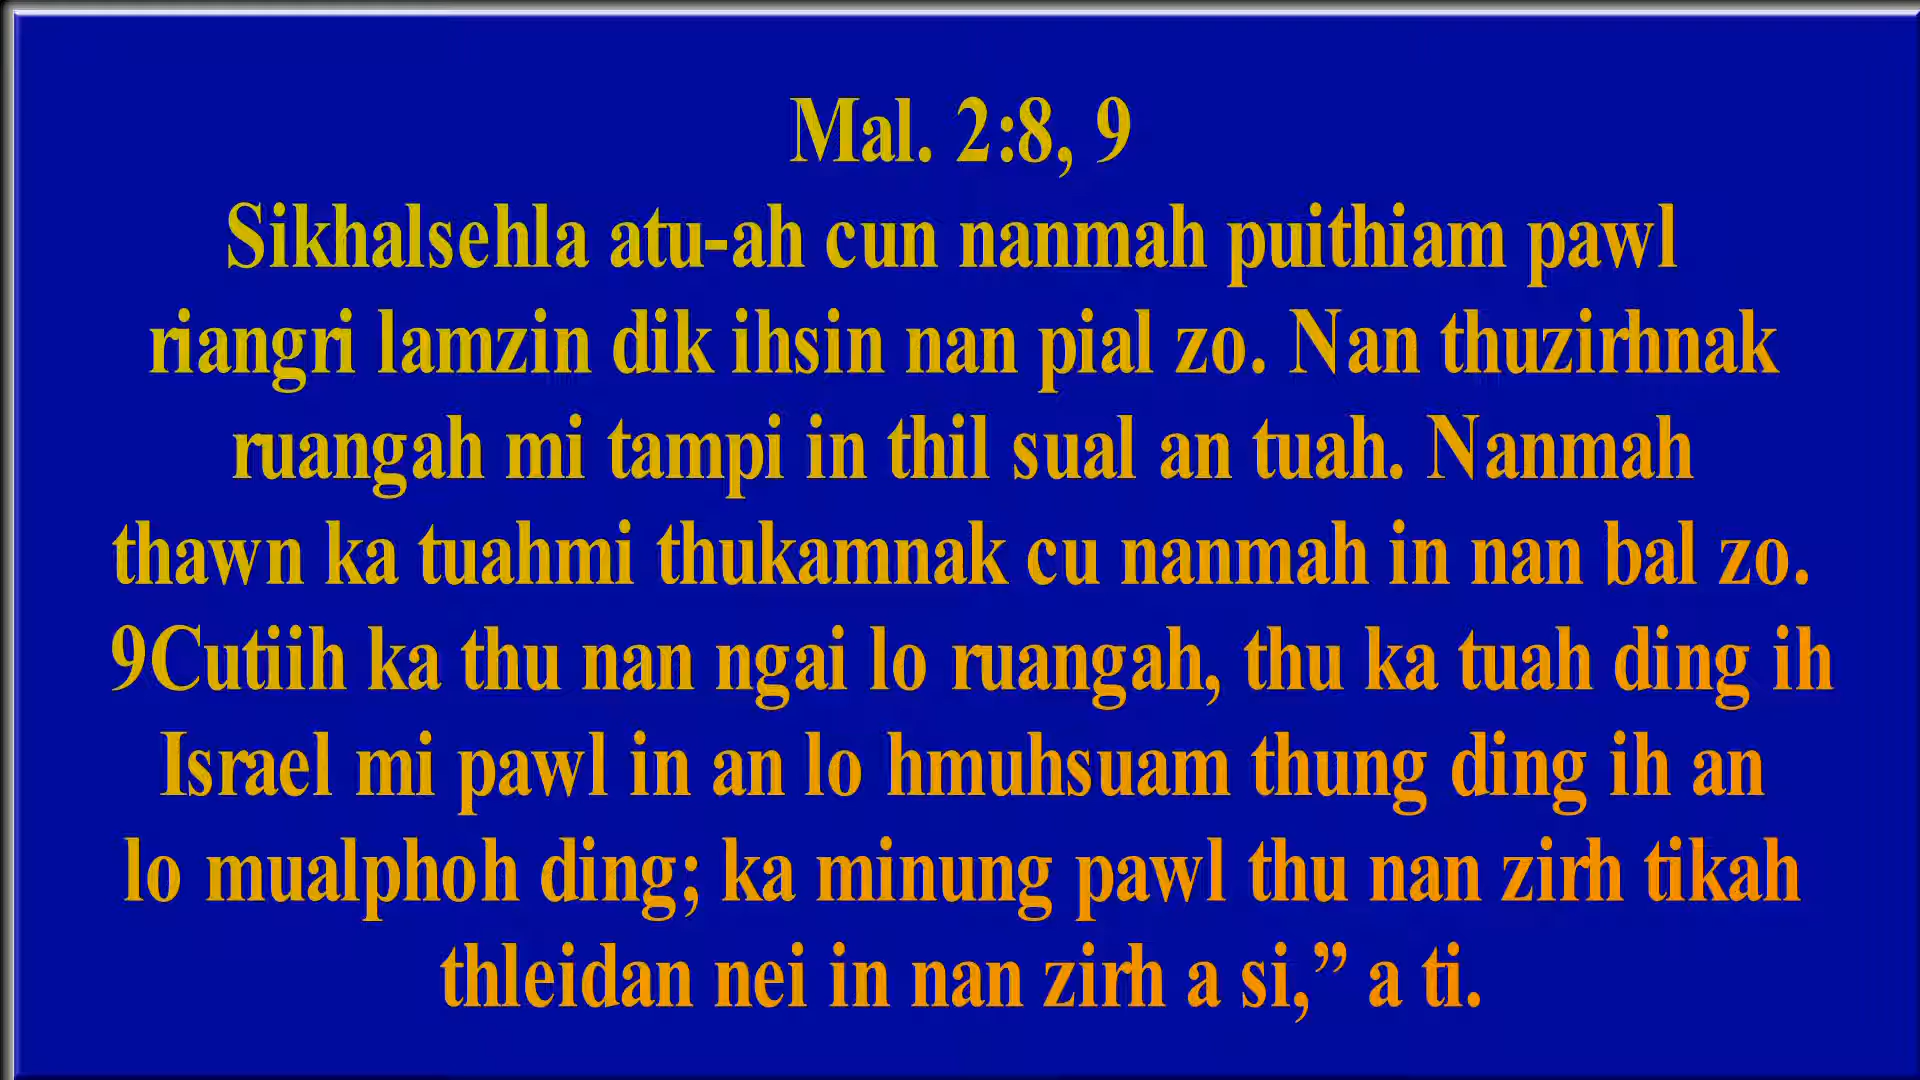 Mal. 2:8, 9
Sikhalsehla atu-ah cun nanmah puithiam pawl
riangri lamzin dik ihsin nan pial zo. Nan thuzirhnak
ruangah mi tampi in thil sual an tuah. Nanmah
thawn ka tuahmi thukamnak cu nanmah in nan bal zo.
9Cutiih ka thu nan ngai lo ruangah, thu ka tuah ding ih
Israel mi pawl in an lo hmuhsuam thung ding ih an
lo mualphoh ding; ka minung pawl thu nan zirh tikah
thleidan nei in nan zirh a si,” a ti.